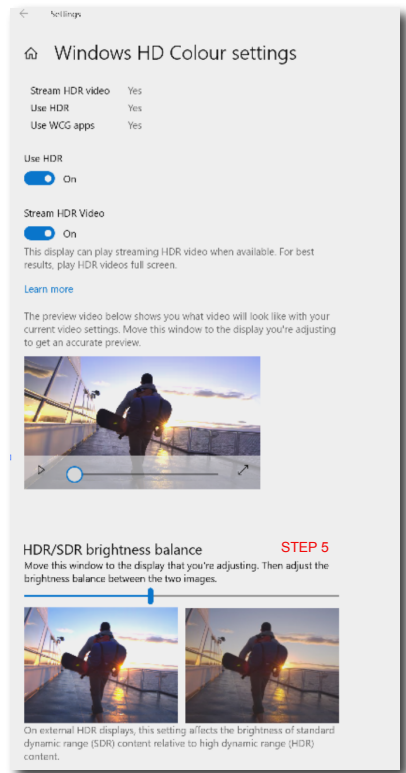 Settings
Windows HD Colour settings
Stream HDR video Yes
Use HDR Yes
Use WCG apps Yes
Use HDR
On
Stream HDR Video
On
This display can play streaming HDR video when available. For best
results, play HDR videos full screen.
Learn more
The preview video below shows you what video will look like with your
current video settings. Move this window to the display you're adjusting
to get an accurate preview.
HDR/SDR brightness balance STEP 5
Move this window to the display that you're adjusting. Then adjust the
brightness balance between the two images.
On external HDR displays, this setting affects the brightness of standard
dynamic range (SDR) content relative to high dynamic range (HDR)
content.